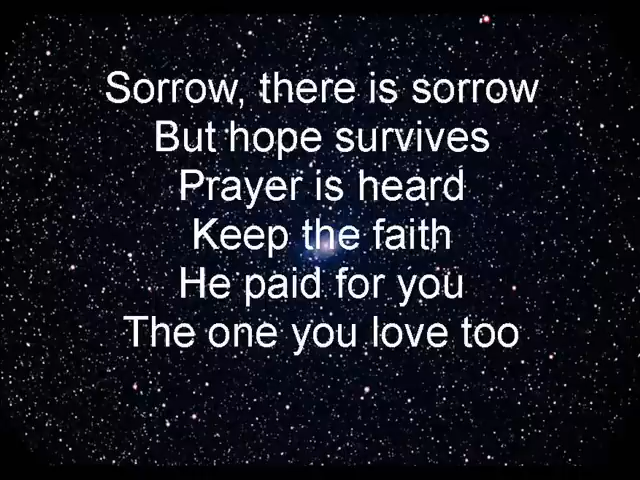 Sorrow, there is sorrow
But hope survives
Prayer is heard
Keep the faith
He paid for you
The one you love too